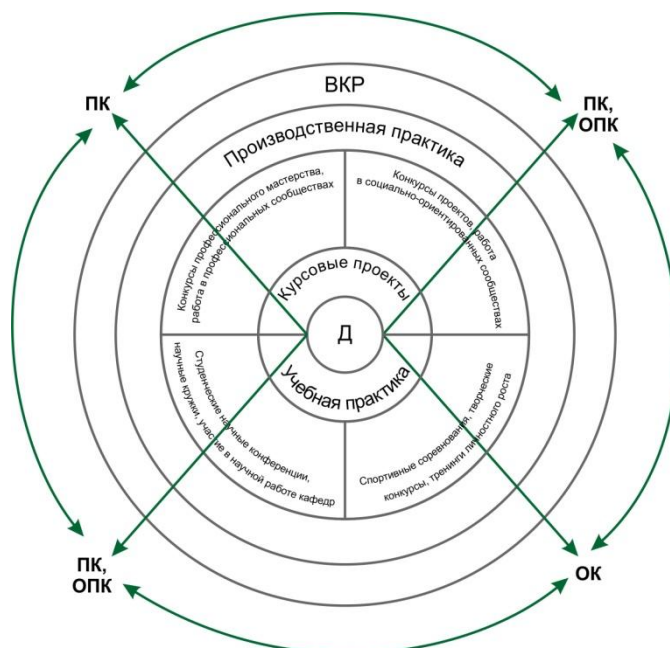 ВКР
ПК
ПК,
ОПК
Производственная практика
Конкурсы профессионального мастерства,
работа в профессиональных сообществах
Конкурсы проектов, работа
в социально-ориентированных сообществах
Курсовые проекты
Д
Учебная практика
Студенческие научные конференции,
научные кружки, участие в научной работе кафедр
Спортивные соревнования, творческие
конкурсы, тренинги личностного роста
ПК,
ОПК
ОК